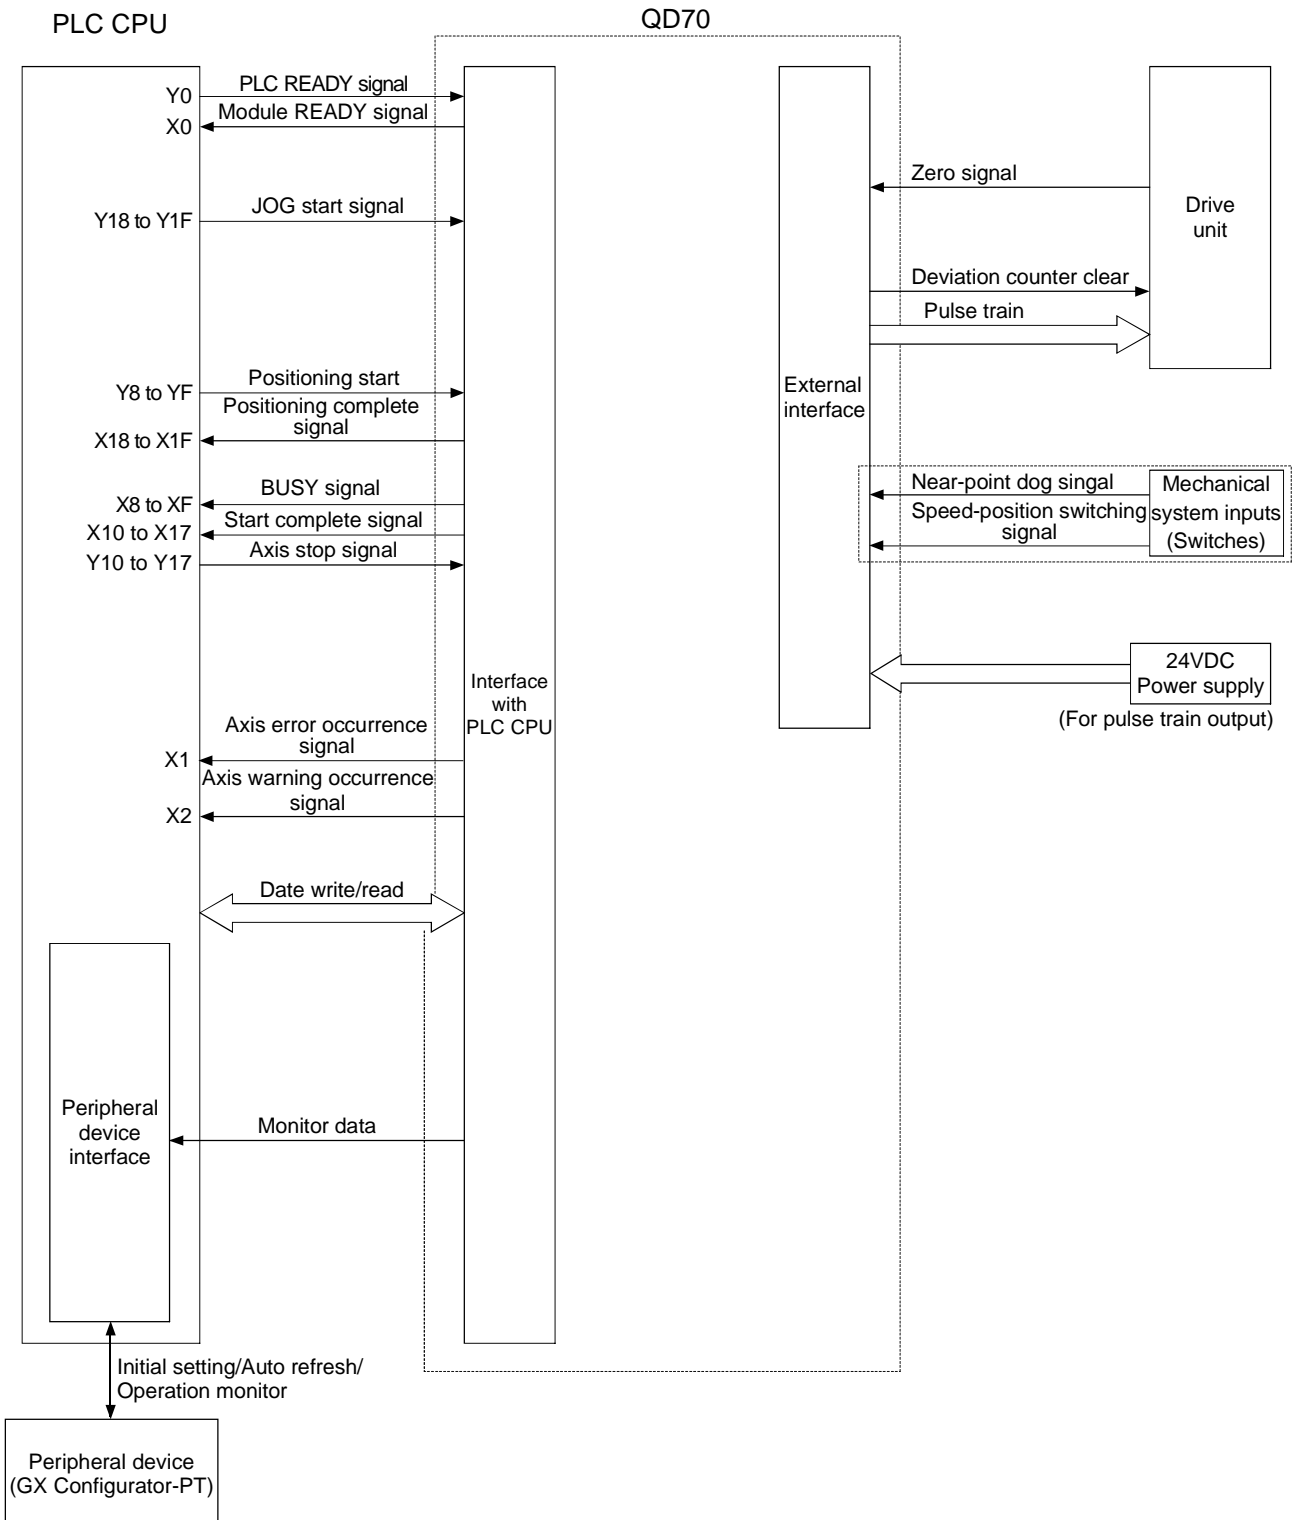 PLC CPU
QD70
Y0
PLC READY signal
X0
Module READY signal
Y18 to Y1F
JOG start signal
Y8 to YF
Positioning start
Positioning complete
signal
X18 to X1F
X8 to XF
BUSY signal
X10 to X17
Start complete signal
Y10 to Y17
Axis stop signal
Interface
with
PLC CPU
Axis error occurrence
signal
X1
Axis warning occurrence
signal
X2
Date write/read
Peripheral
device
interface
Monitor data
Initial setting/Auto refresh/
Operation monitor
Peripheral device
(GX Configurator-PT)
External
interface
Zero signal
Deviation counter clear
Pulse train
Drive
unit
Near-point dog singal
Speed-position switching
signal
Mechanical
system inputs
(Switches)
24VDC
Power supply
(For pulse train output)